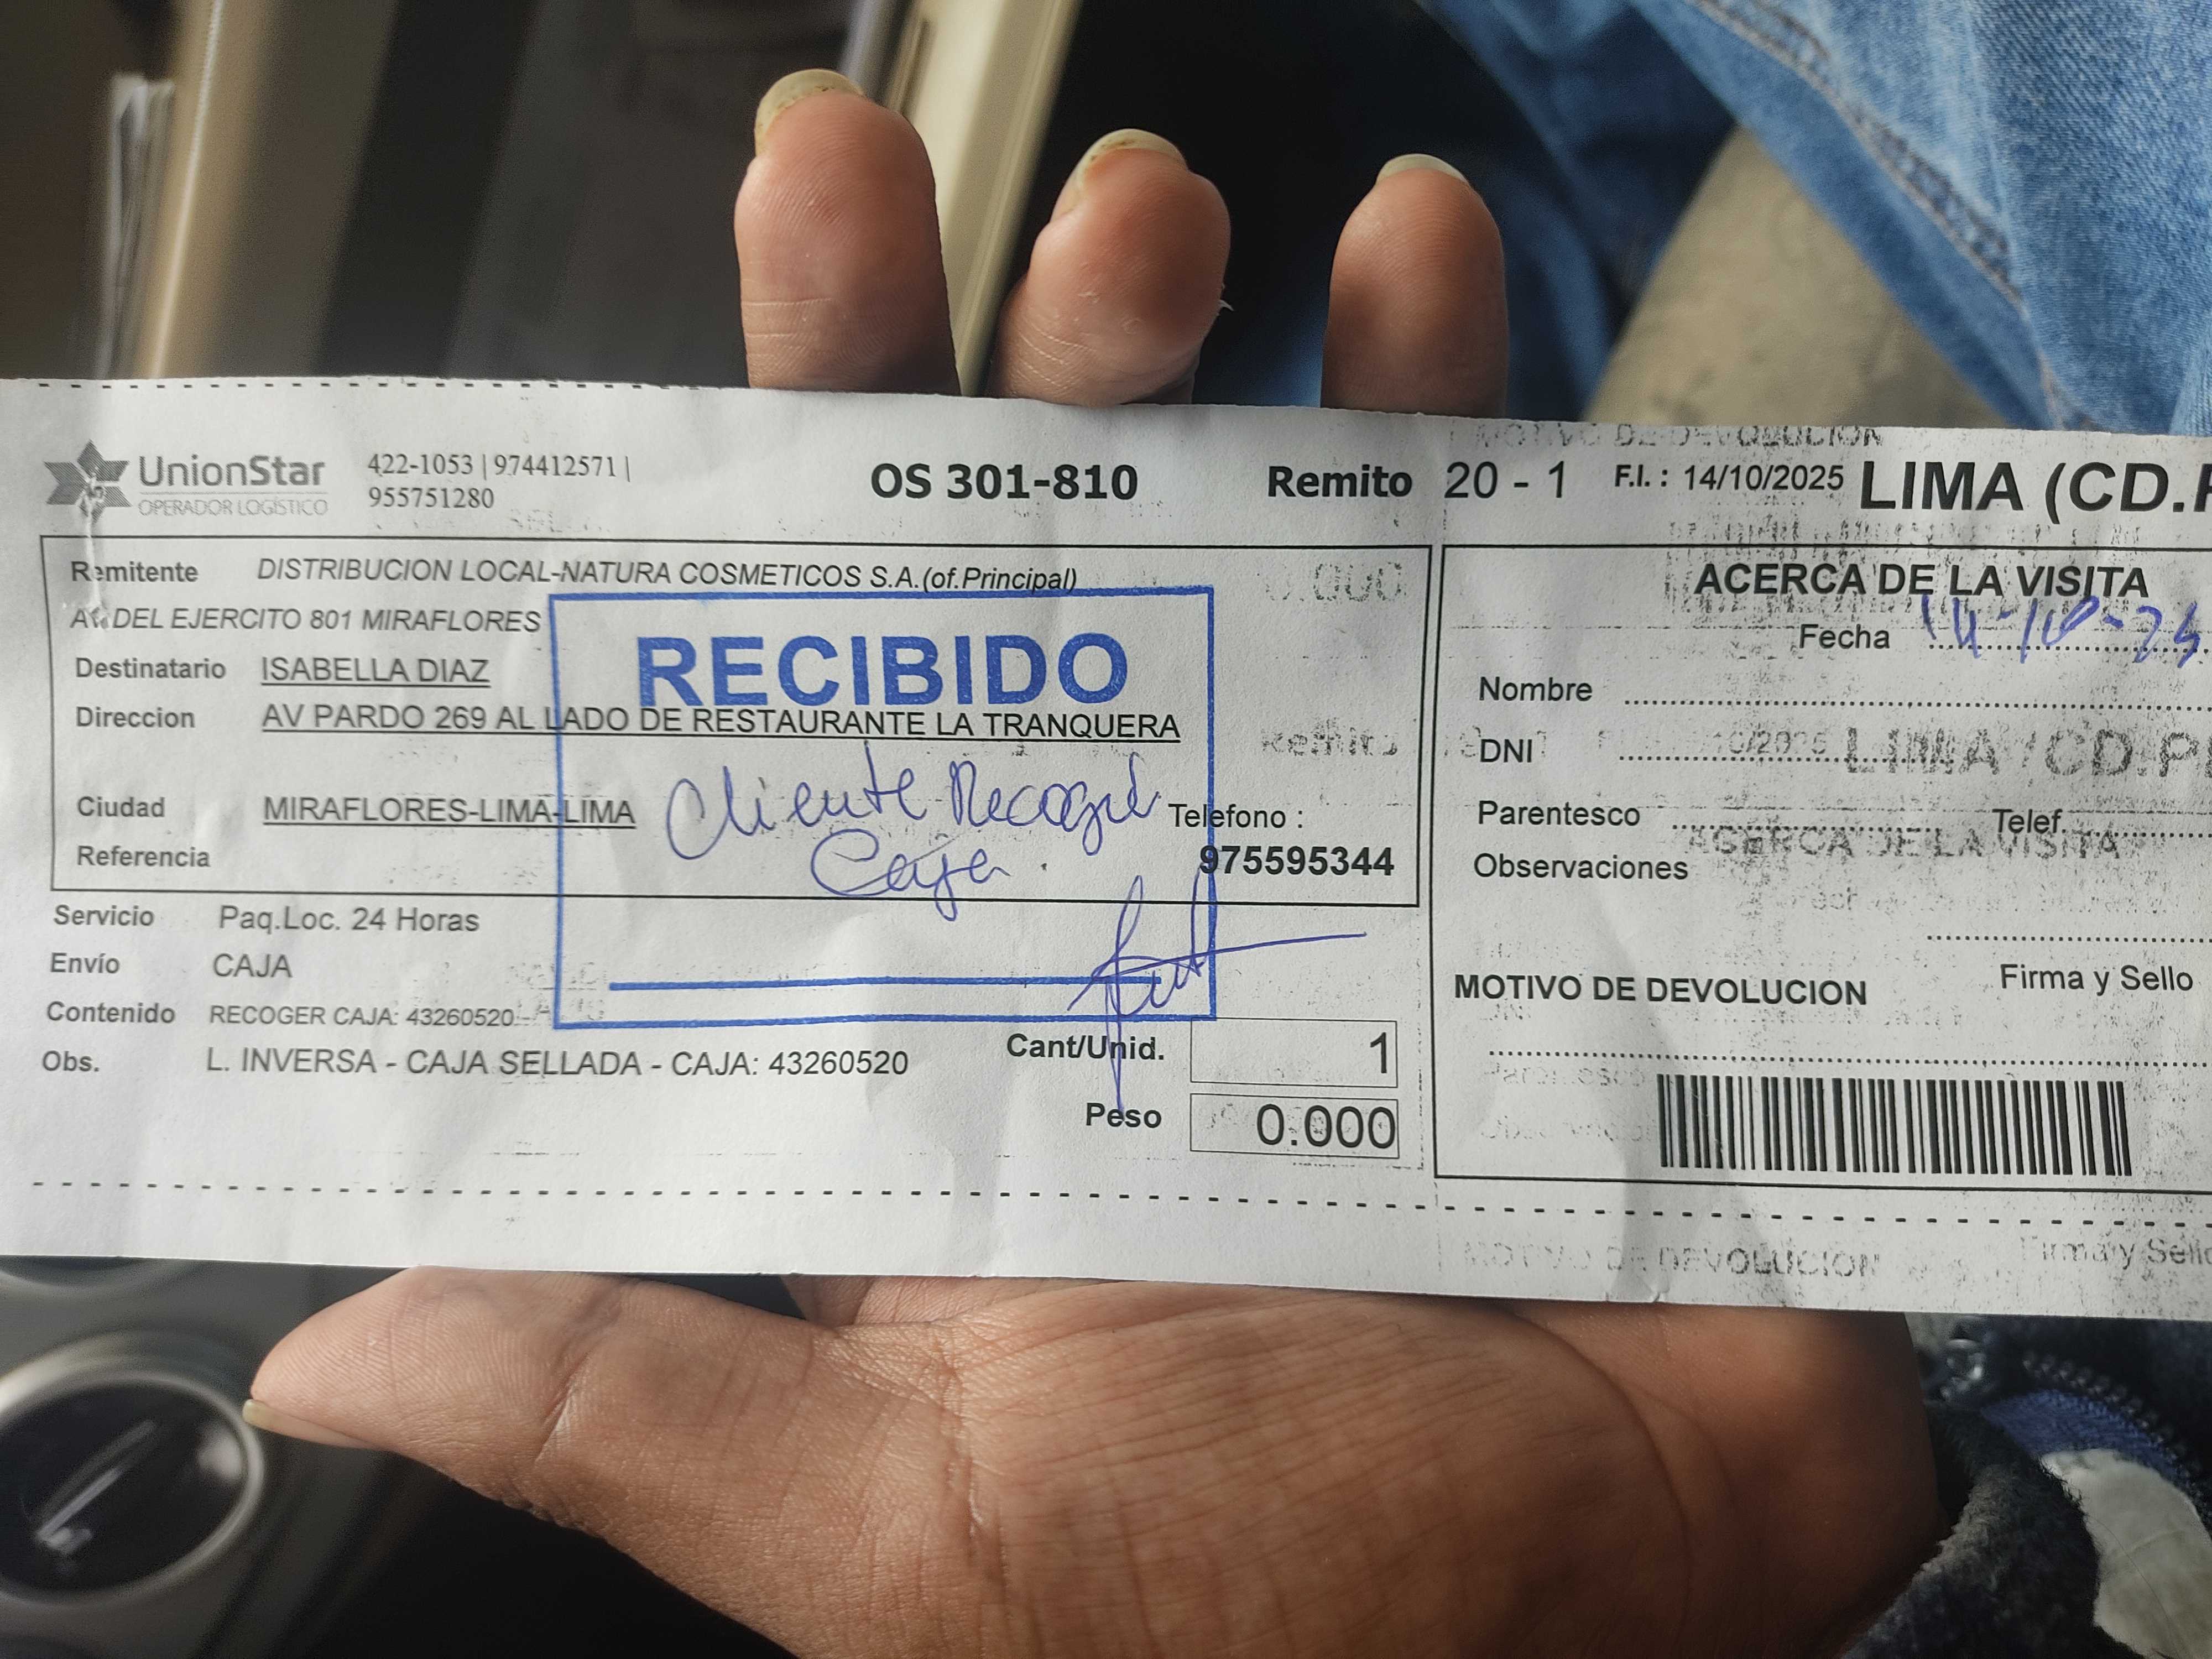 UnionStar
OPERADOR LOGÍSTICO
422-1053 | 974412571 |
955751280
OS 301-810
Remito 20 - 1
F.I. : 14/10/2025
LIMA (CD.P
Remitente DISTRIBUCION LOCAL-NATURA COSMETICOS S.A.(of.Principal)
AV DEL EJERCITO 801 MIRAFLORES
RECIBIDO
Destinatario ISABELLA DIAZ
Direccion AV PARDO 269 AL LADO DE RESTAURANTE LA TRANQUERA
Cliente Recogió
Caja
Ciudad MIRAFLORES-LIMA-LIMA
Telefono :
975595344
Referencia
Servicio Paq.Loc. 24 Horas
Envío CAJA
Contenido RECOGER CAJA: 43260520
Obs. L. INVERSA - CAJA SELLADA - CAJA: 43260520
Cant/Unid. 1
Peso 0.000
ACERCA DE LA VISITA
Fecha
Nombre
DNI
Parentesco Telef.
Observaciones
Firma y Sello
MOTIVO DE DEVOLUCION
MOTIVO DE DEVOLUCION